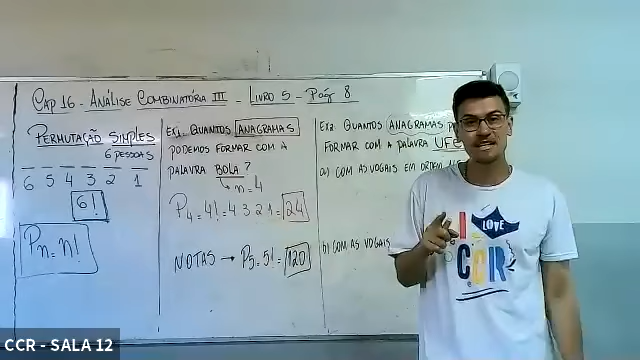 CAP 16 - ANÁLISE COMBINATÓRIA III - LIVRO 5 - PÁG 8
PERMUTAÇÃO SIMPLES
6 PESSOAS
6 5 4 3 2 1
6!
Pn = n!
EX1. QUANTOS ANAGRAMAS
PODEMOS FORMAR COM A
PALAVRA BOLA?
n=4
P4 = 4! = 4 3 2 1 = 24
NOTAS → P5 = 5! = 120
EX2. QUANTOS ANAGRAMAS
FORMAR COM A PALAVRA
a) COM AS VOGAIS EM ORDEM
b) COM AS VOGAIS
I LOVE
CCR
CCR - SALA 12